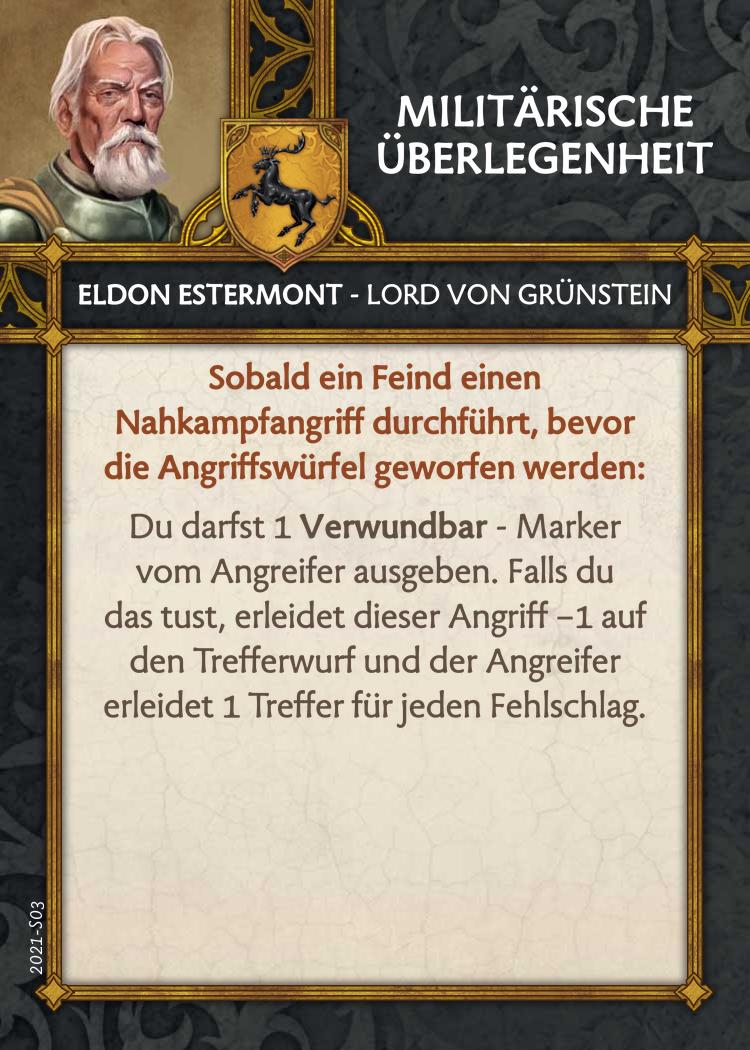 MILITÄRISCHE
ÜBERLEGENHEIT
ELDON ESTERMONT - LORD VON GRÜNSTEIN
Sobald ein Feind einen
Nahkampfangriff durchführt, bevor
die Angriffswürfel geworfen werden:
Du darfst 1 Verwundbar - Marker
vom Angreifer ausgeben. Falls du
das tust, erleidet dieser Angriff –1 auf
den Trefferwurf und der Angreifer
erleidet 1 Treffer für jeden Fehlschlag.
2021-S03